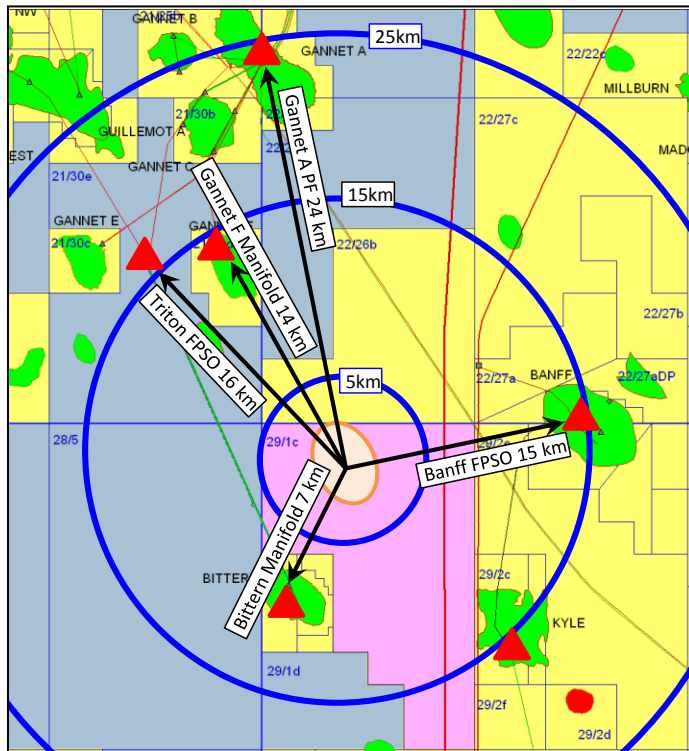 NW
GANNET B
21/25b
25km
GANNET A
22/22c
MILLBURN
21/30b
22/27c
GUILLEMOT A
EST
GANNET C
21/30e
15km
GANNET E
21/30c
22/26b
Gannet A PF 24 km
Gannet F Manifold 14 km
Triton FPSO 16 km
22/27b
5km
BANFF
22/27a
22/27aDP
28/5
29/1c
Banff FPSO 15 km
Bittern Manifold 7 km
BITTER
29/2c
KYLE
29/1d
29/2f
29/2d